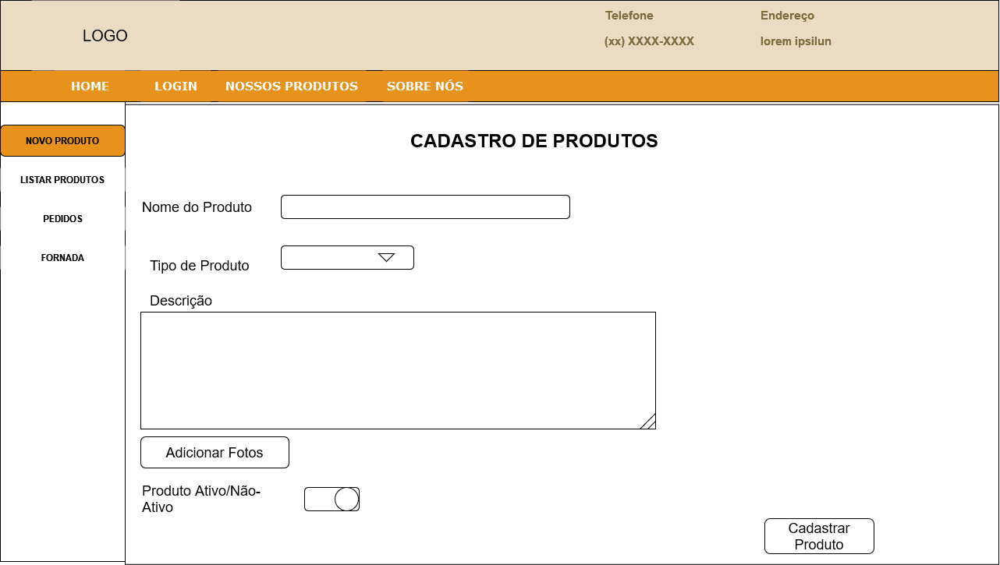 LOGO
Telefone
Endereço
(xx) XXXX-XXXX
lorem ipsilun
HOME LOGIN NOSSOS PRODUTOS SOBRE NÓS
NOVO PRODUTO
LISTAR PRODUTOS
PEDIDOS
FORNADA
CADASTRO DE PRODUTOS
Nome do Produto
Tipo de Produto
Descrição
Adicionar Fotos
Produto Ativo/Não-
Ativo
Cadastrar
Produto